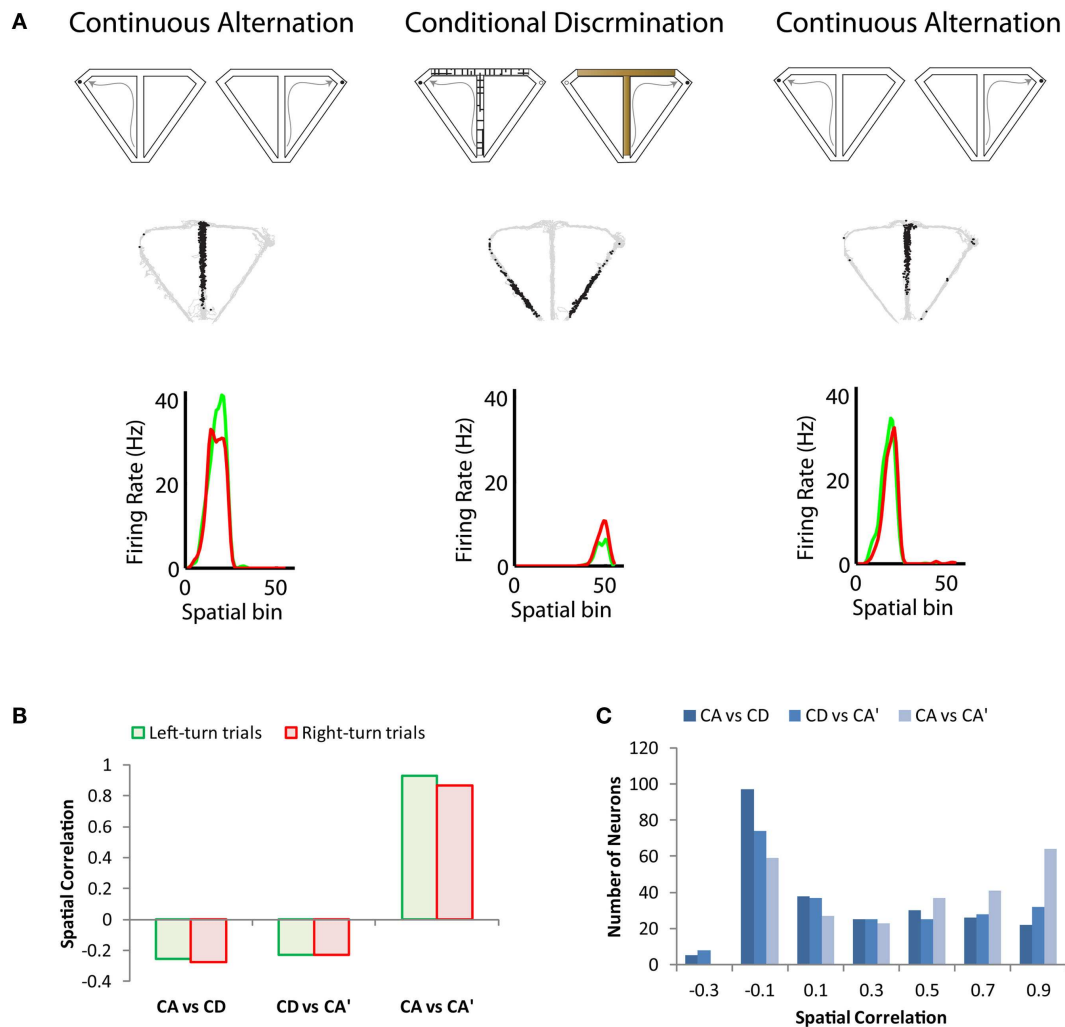 A
Continuous Alternation
Conditional Discrmination
Continuous Alternation
40
20
0
0
50
Firing Rate (Hz)
Spatial bin
40
20
0
0
50
Firing Rate (Hz)
Spatial bin
40
20
0
0
50
Firing Rate (Hz)
Spatial bin
B
Left-turn trials
Right-turn trials
1
0.8
0.6
0.4
0.2
0
-0.2
-0.4
Spatial Correlation
CA vs CD
CD vs CA'
CA vs CA'
C
CA vs CD
CD vs CA'
CA vs CA'
120
100
80
60
40
20
0
Number of Neurons
-0.3
-0.1
0.1
0.3
0.5
0.7
0.9
Spatial Correlation